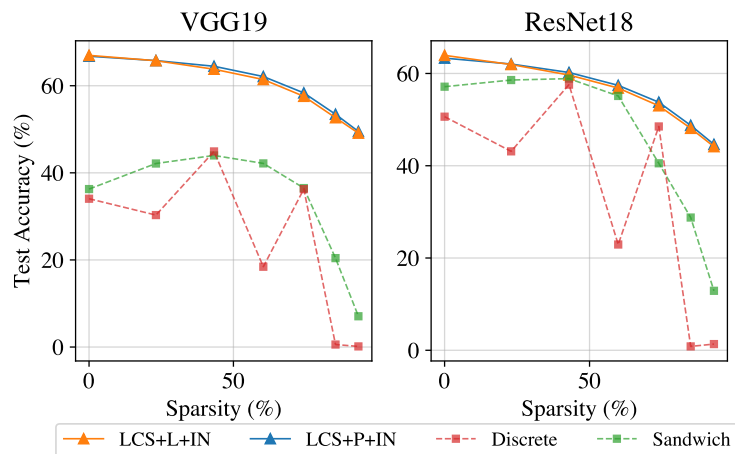 VGG19
ResNet18
Test Accuracy (%)
60
40
20
0
0
50
Sparsity (%)
60
40
20
0
0
50
Sparsity (%)
LCS+L+IN
LCS+P+IN
Discrete
Sandwich